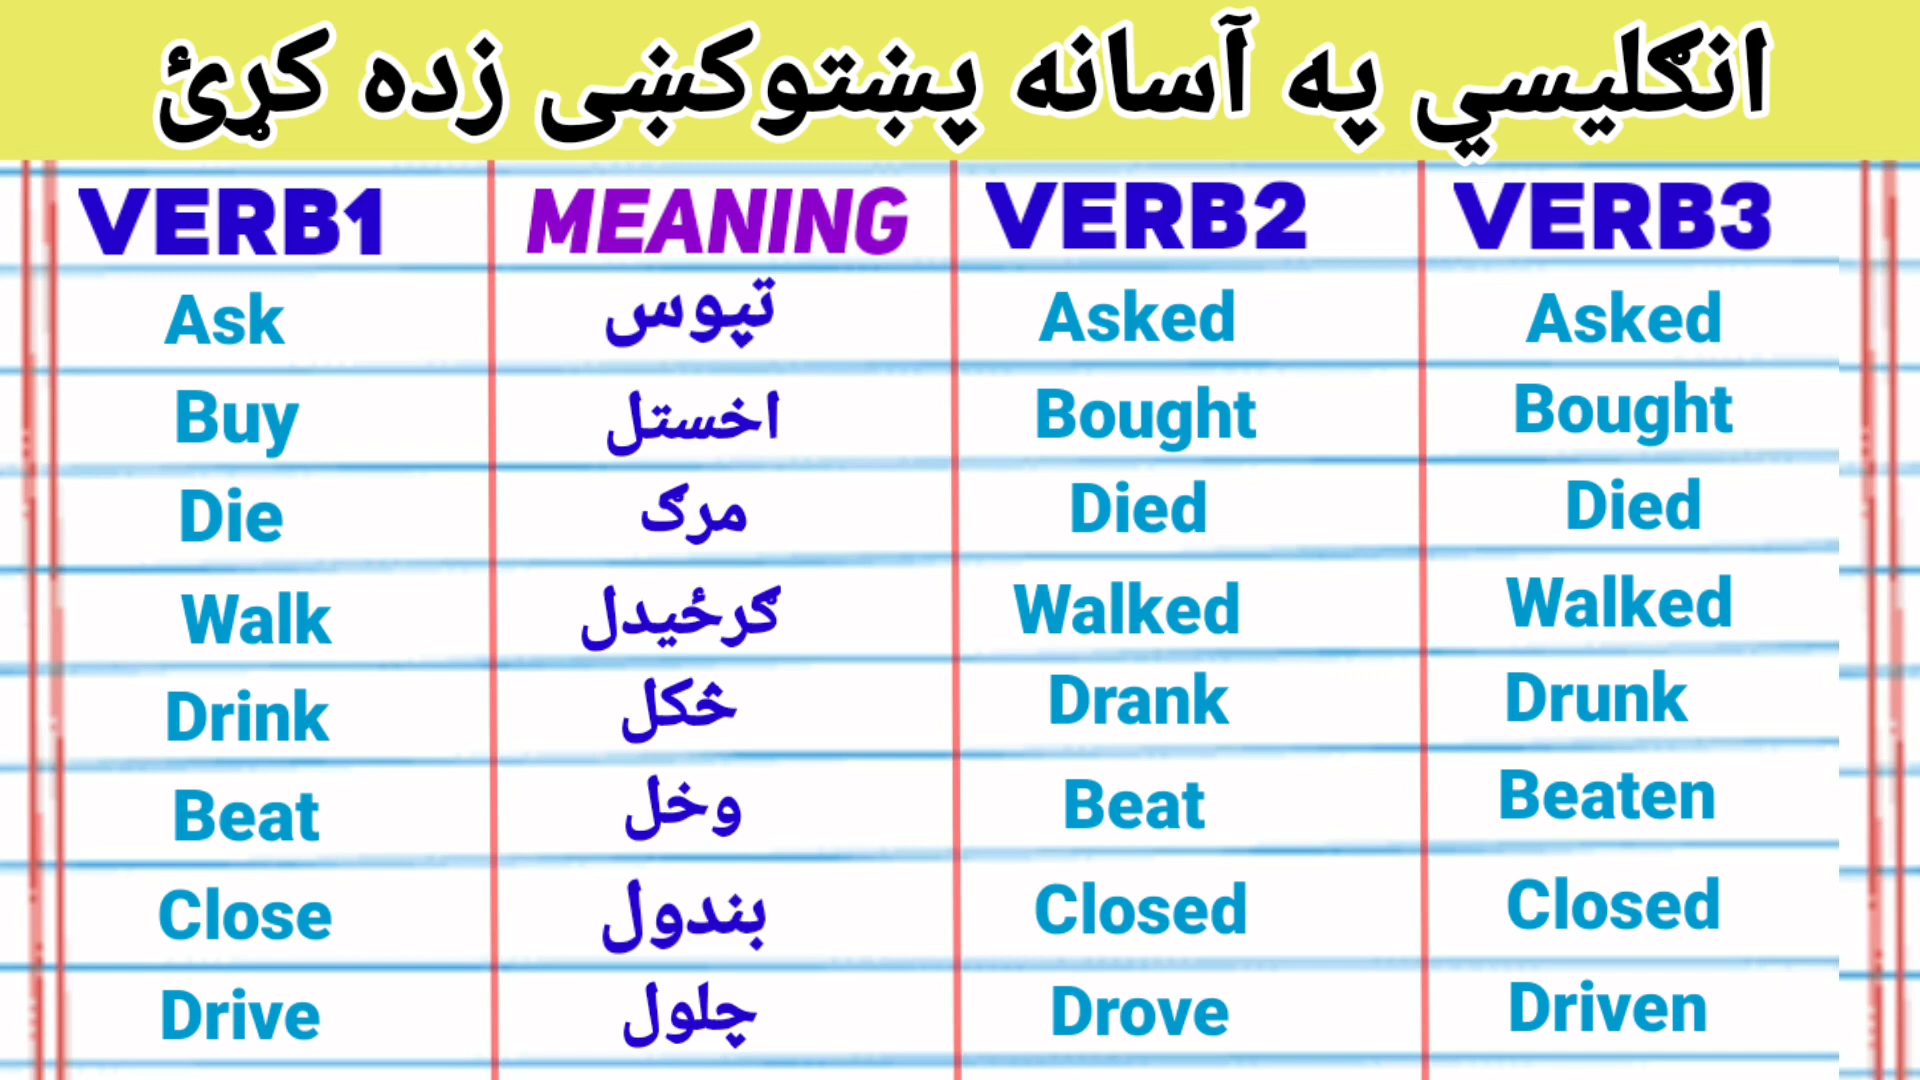 انګلیسي په آسانه پښتوکښی زده کړئ
VERB1 MEANING VERB2 VERB3
Ask تپوس Asked Asked
Buy اخستل Bought Bought
Die مرګ Died Died
Walk ګرځیدل Walked Walked
Drink څکل Drank Drunk
Beat وخل Beat Beaten
Close بندول Closed Closed
Drive چلول Drove Driven